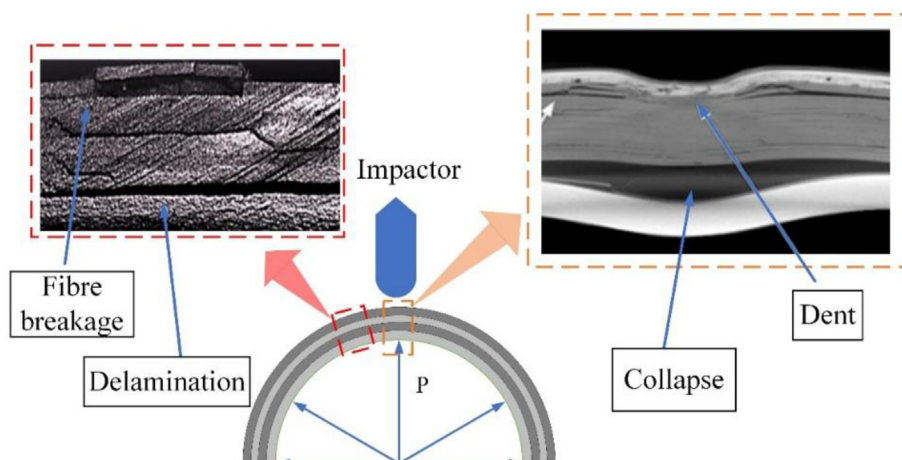 Impactor
Fibre
breakage
Delamination
P
Dent
Collapse